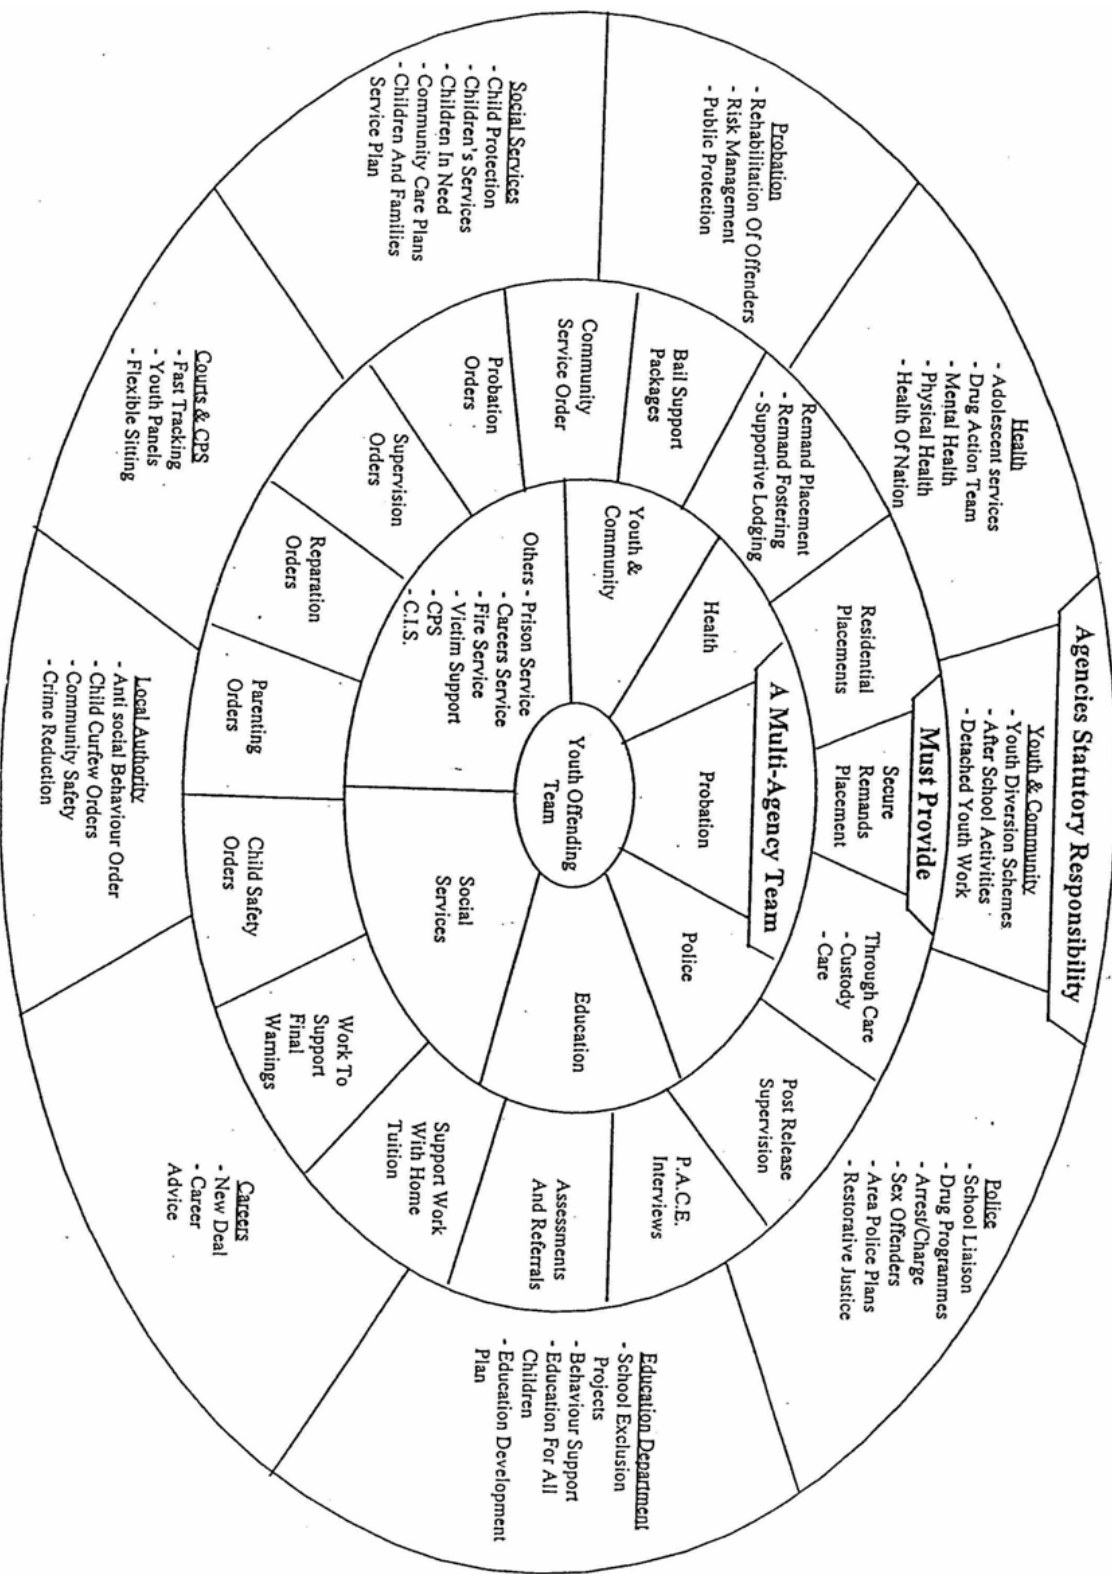 Agencies Statutory Responsibility
Youth & Community
- Youth Diversion Schemes
- After School Activities
- Detached Youth Work
Police
- School Liaison
- Drug Programmes
- Arrest/Charge
- Sex Offenders
- Area Police Plans
- Restorative Justice
Education Department
- School Exclusion
Projects
- Behaviour Support
- Education For All
Children
- Education Development
Plan
Careers
- New Deal
- Career
Advice
Local Authority
- Anti social Behaviour Order
- Child Curfew Orders
- Community Safety
- Crime Reduction
Courts & CPS
- Fast Tracking
- Youth Panels
- Flexible Sitting
Social Services
- Child Protection
- Children's Services
- Children In Need
- Community Care Plans
- Children And Families
Service Plan
Probation
- Rehabilitation Of Offenders
- Risk Management
- Public Protection
Health
- Adolescent services
- Drug Action Team
- Mental Health
- Physical Health
- Health Of Nation
Must Provide
Secure
Remands
Placement
Through Care
- Custody
- Care
Post Release
Supervision
P.A.C.E.
Interviews
Assessments
And Referrals
Support Work
With Home
Tuition
Work To
Support
Final
Warnings
Child Safety
Orders
Parenting
Orders
Reparation
Orders
Supervision
Orders
Probation
Orders
Community
Service Order
Bail Support
Packages
Remand Placement
- Remand Fostering
- Supportive Lodging
Residential
Placements
A Multi-Agency Team
Probation
Police
Education
Social
Services
Others - Prison Service
- Careers Service
- Fire Service
- Victim Support
- CPS
- C.I.S.
Youth &
Community
Health
Youth Offending
Team